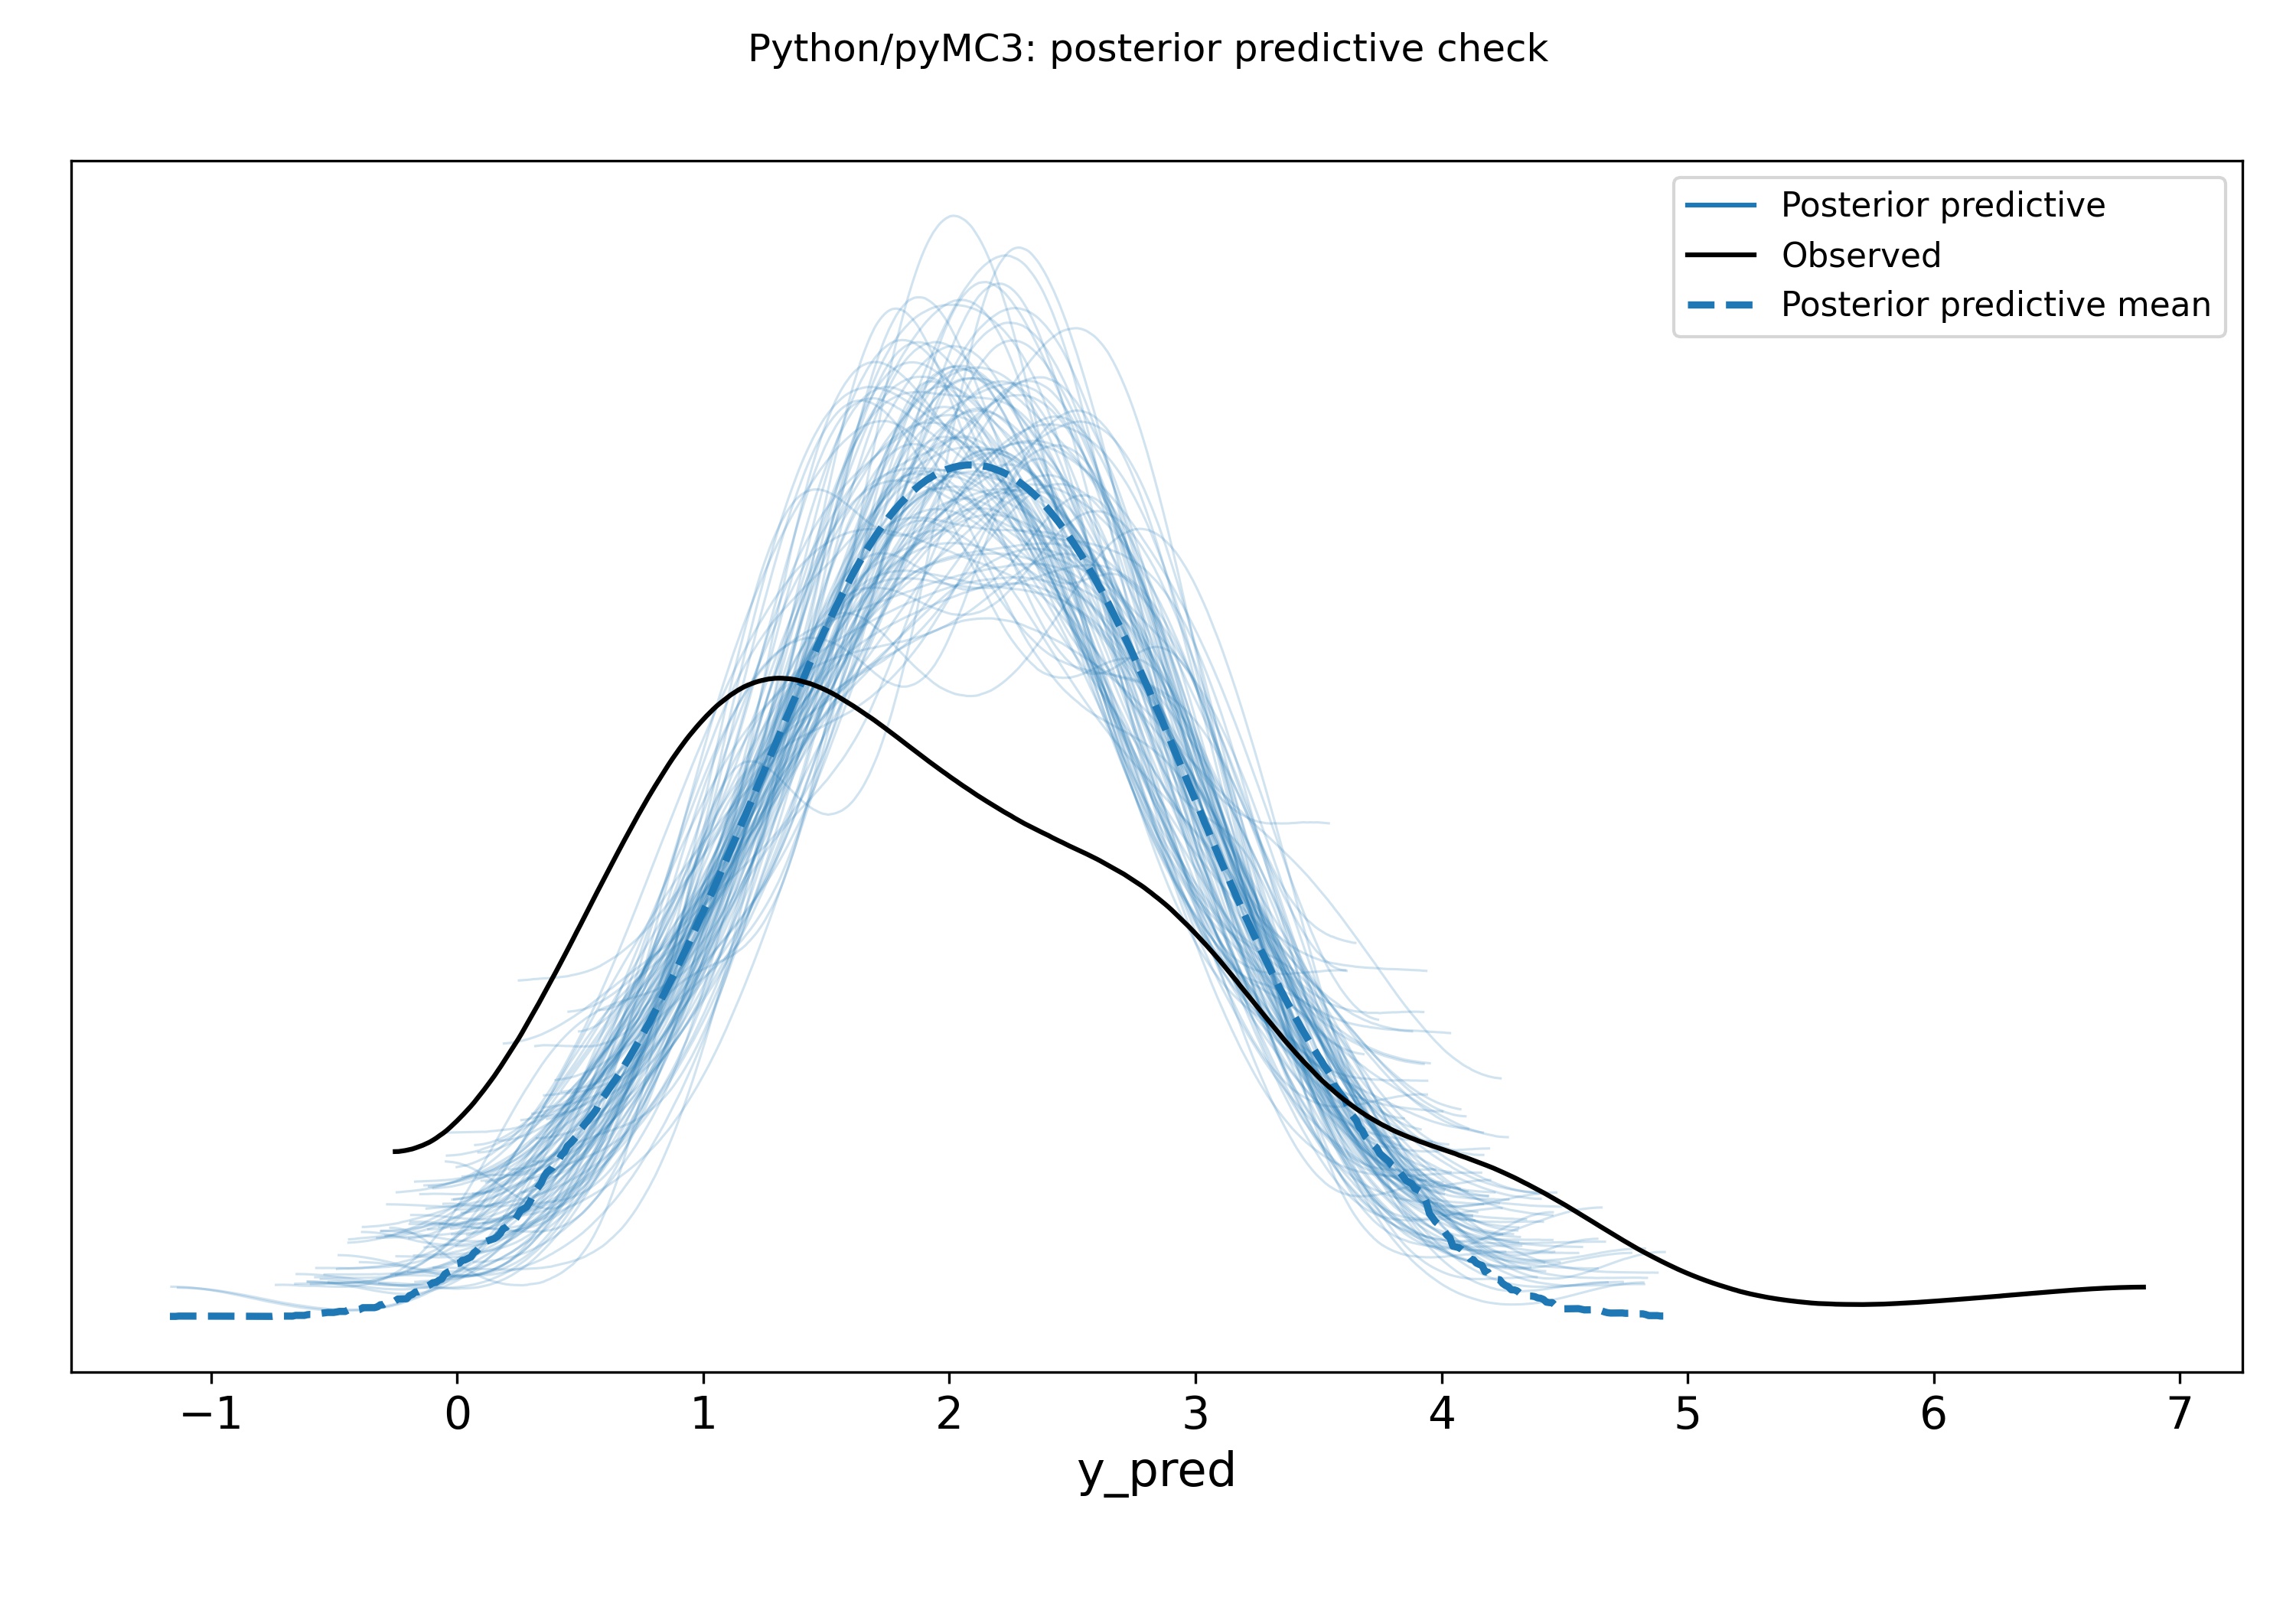 Python/pyMC3: posterior predictive check
Posterior predictive
Observed
Posterior predictive mean
−1 0 1 2 3 4 5 6 7
y_pred